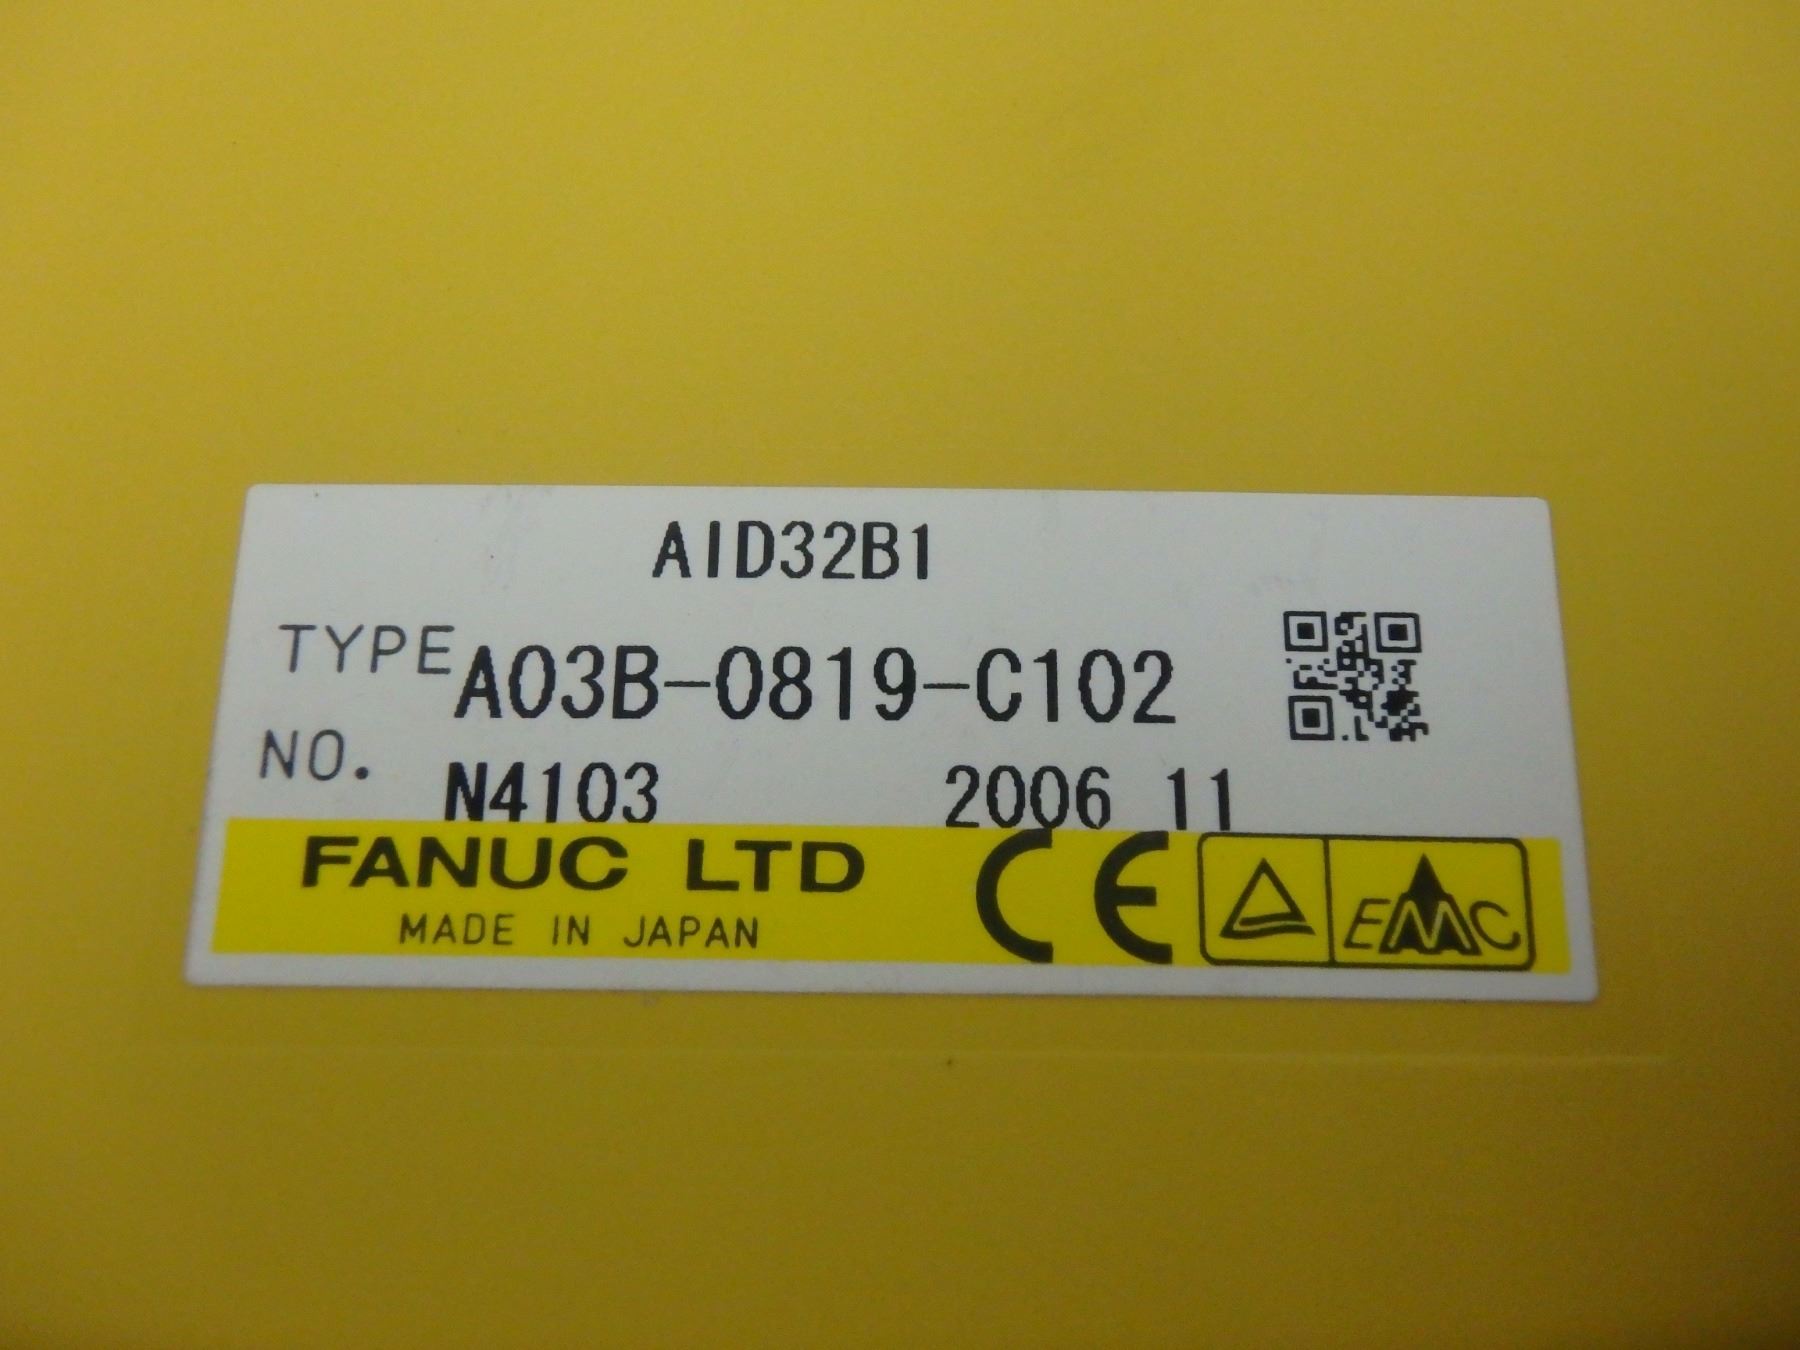 AID32B1
TYPE A03B-0819-C102
NO. N4103 2006 11
FANUC LTD
MADE IN JAPAN
CE
EMC